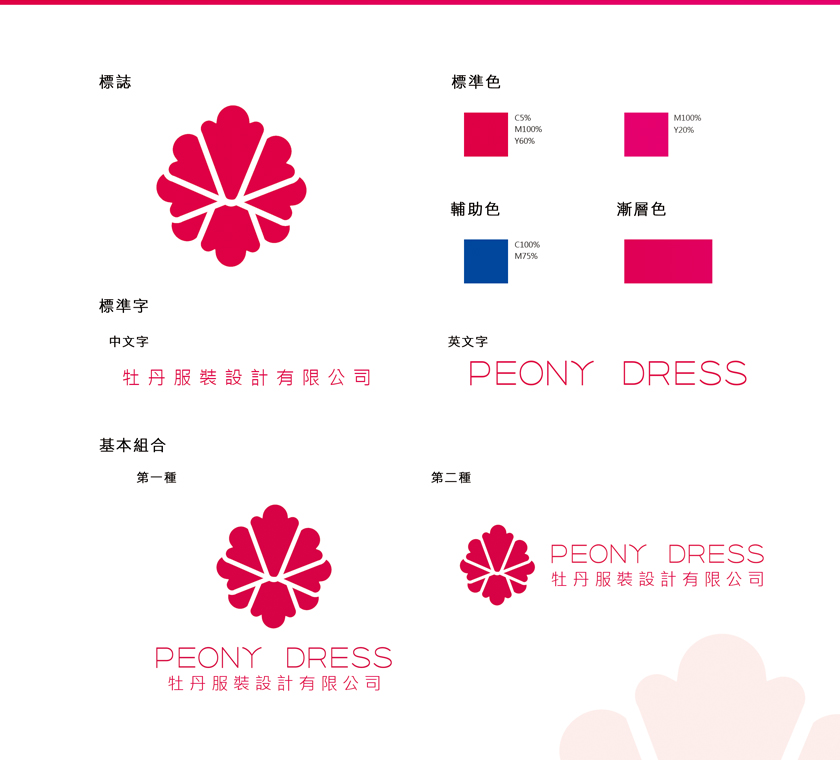 標誌
標準色
C5%
M100%
Y60%
M100%
Y20%
輔助色
漸層色
C100%
M75%
標準字
中文字
牡丹服裝設計有限公司
英文字
PEONY DRESS
基本組合
第一種
PEONY DRESS
牡丹服裝設計有限公司
第二種
PEONY DRESS
牡丹服裝設計有限公司